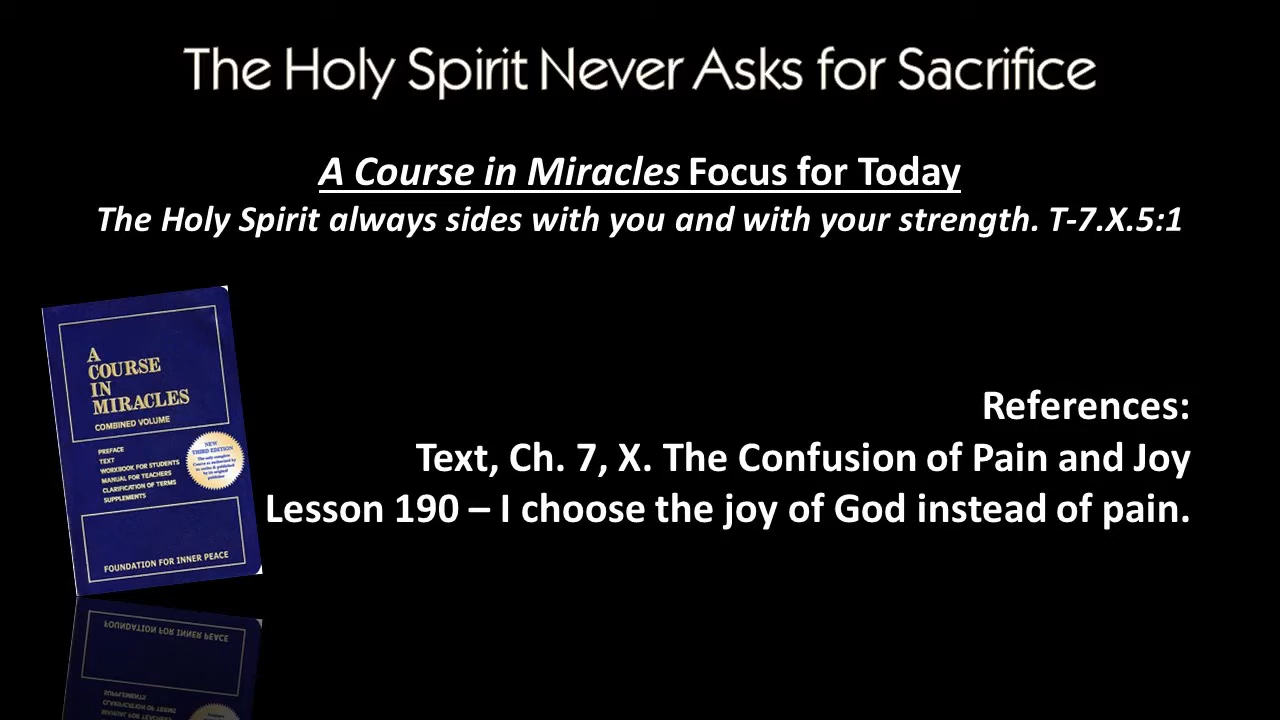 The Holy Spirit Never Asks for Sacrifice
A Course in Miracles Focus for Today
The Holy Spirit always sides with you and with your strength. T-7.X.5:1
A
COURSE
IN
MIRACLES
COMBINED VOLUME
PREFACE
TEXT
WORKBOOK FOR STUDENTS
MANUAL FOR TEACHERS
CLARIFICATION OF TERMS
SUPPLEMENTS
NEW
THIRD EDITION
The only complete
FOUNDATION FOR INNER PEACE
References:
Text, Ch. 7, X. The Confusion of Pain and Joy
Lesson 190 – I choose the joy of God instead of pain.